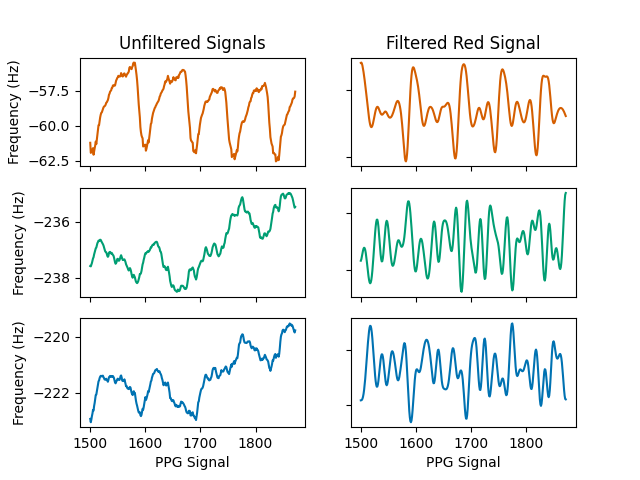 Unfiltered Signals
Filtered Red Signal
Frequency (Hz)
−57.5
−60.0
−62.5
Frequency (Hz)
−236
−238
Frequency (Hz)
−220
−222
1500 1600 1700 1800
1500 1600 1700 1800
PPG Signal
PPG Signal